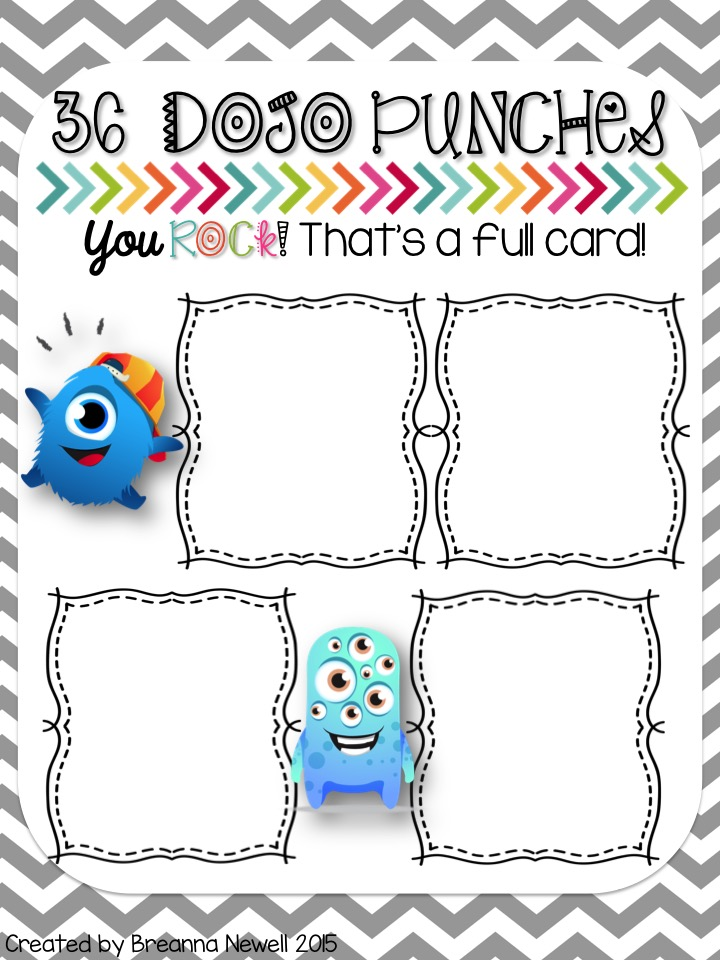 36 DOJO PUNCHes
You ROCk! That's a full card!
Created by Breanna Newell 2015